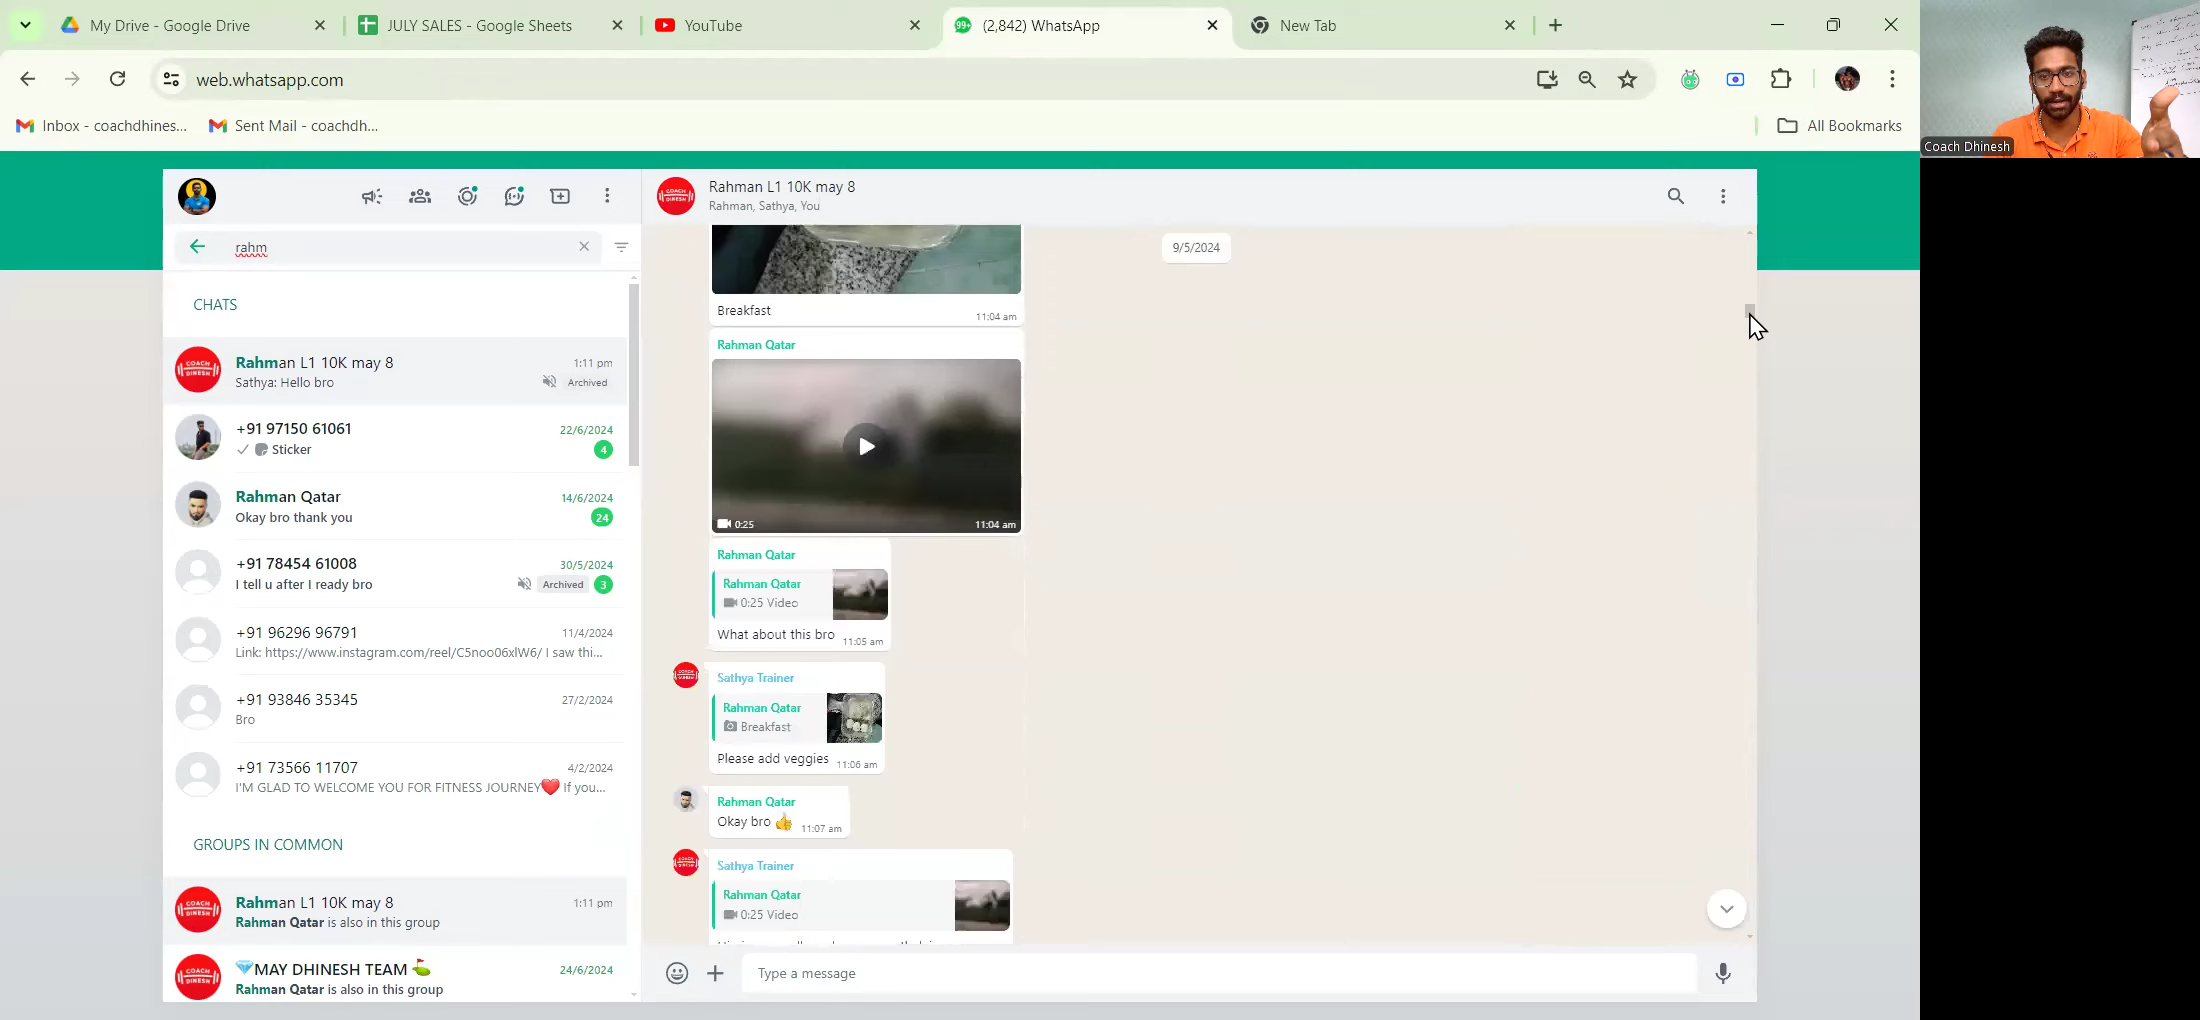 My Drive - Google Drive
JULY SALES - Google Sheets
YouTube
99+
(2,842) WhatsApp
New Tab
web.whatsapp.com
Inbox - coachdhines...
Sent Mail - coachdh...
All Bookmarks
Coach Dhinesh
Rahman L1 10K may 8
Rahman, Sathya, You
rahm
CHATS
Rahman L1 10K may 8
1:11 pm
Sathya: Hello bro
Archived
+91 97150 61061
22/6/2024
Sticker
4
Rahman Qatar
14/6/2024
Okay bro thank you
24
+91 78454 61008
30/5/2024
I tell u after I ready bro
Archived
3
+91 96296 96791
11/4/2024
Link: https://www.instagram.com/reel/C5noo06xlW6/ I saw thi...
+91 93846 35345
27/2/2024
Bro
+91 73566 11707
4/2/2024
I'M GLAD TO WELCOME YOU FOR FITNESS JOURNEY❤️ If you...
GROUPS IN COMMON
Rahman L1 10K may 8
1:11 pm
Rahman Qatar is also in this group
💎MAY DHINESH TEAM ⛳
24/6/2024
Rahman Qatar is also in this group
9/5/2024
Breakfast
11:04 am
Rahman Qatar
0:25
11:04 am
Rahman Qatar
Rahman Qatar
0:25 Video
What about this bro
11:05 am
Sathya Trainer
Rahman Qatar
Breakfast
Please add veggies
11:06 am
Rahman Qatar
Okay bro 👍
11:07 am
Sathya Trainer
Rahman Qatar
0:25 Video
Type a message